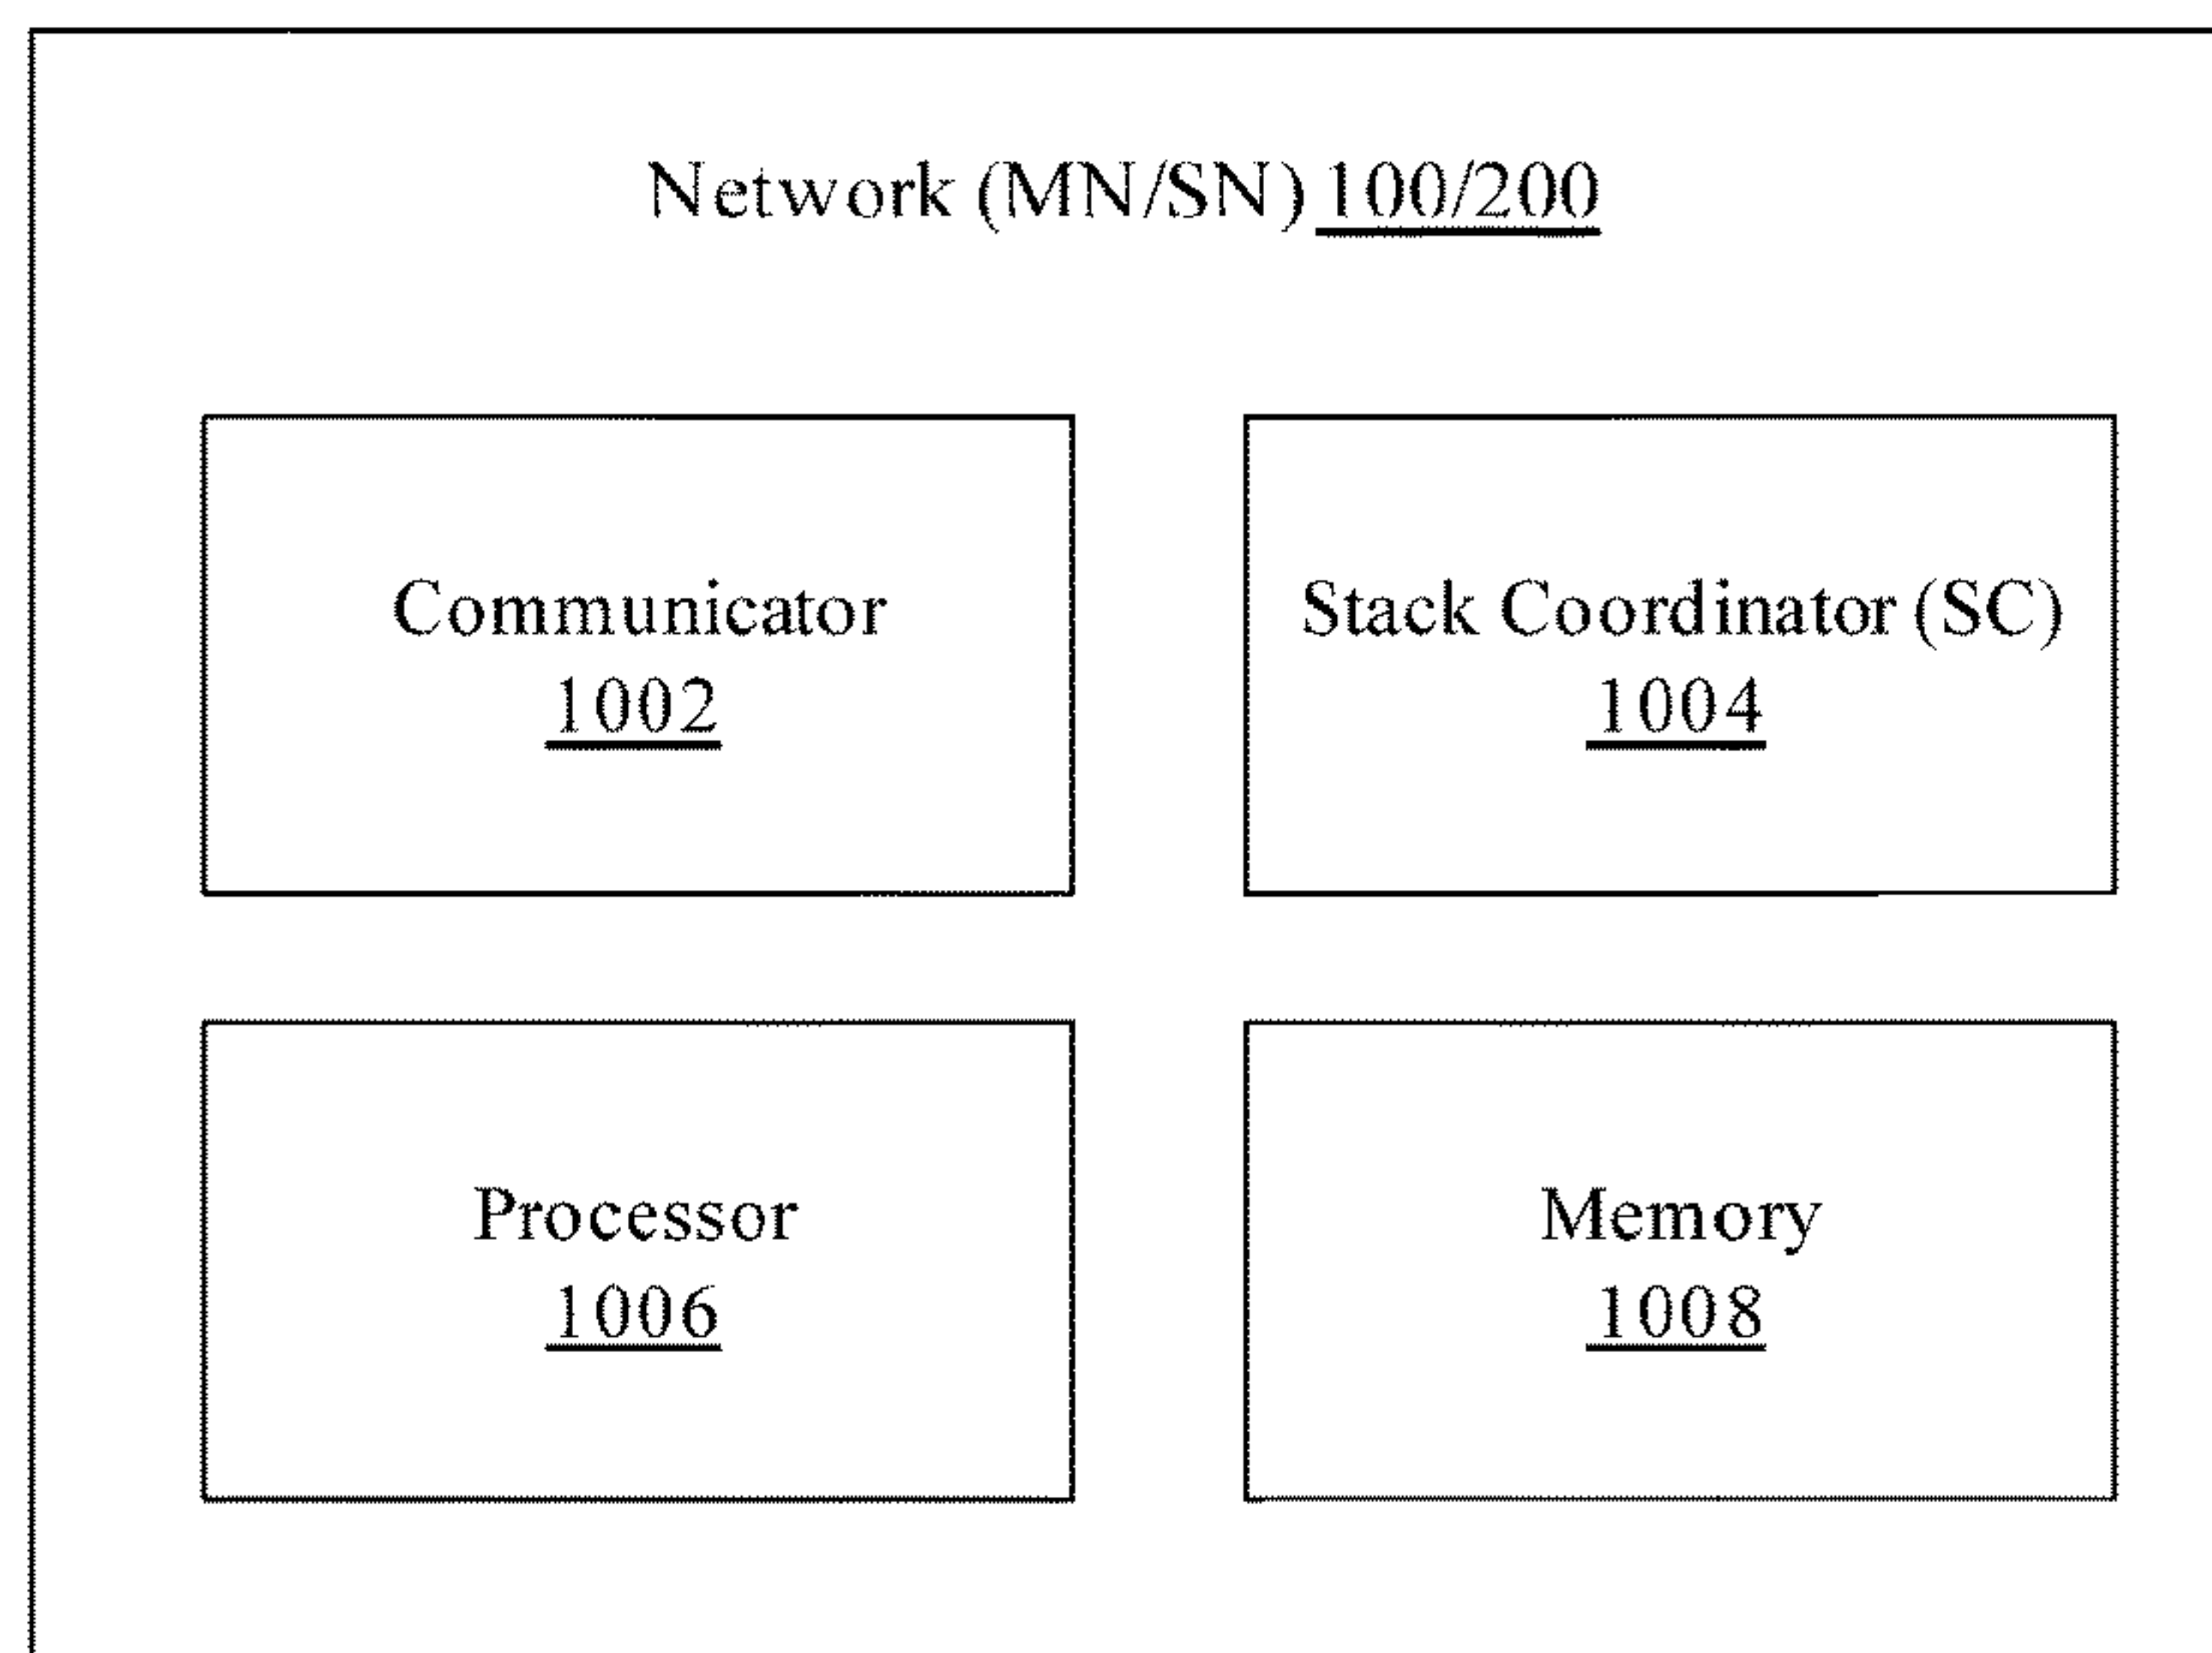 Network (MN/SN) 100/200
Communicator
1002
Stack Coordinator (SC)
1004
Processor
1006
Memory
1008